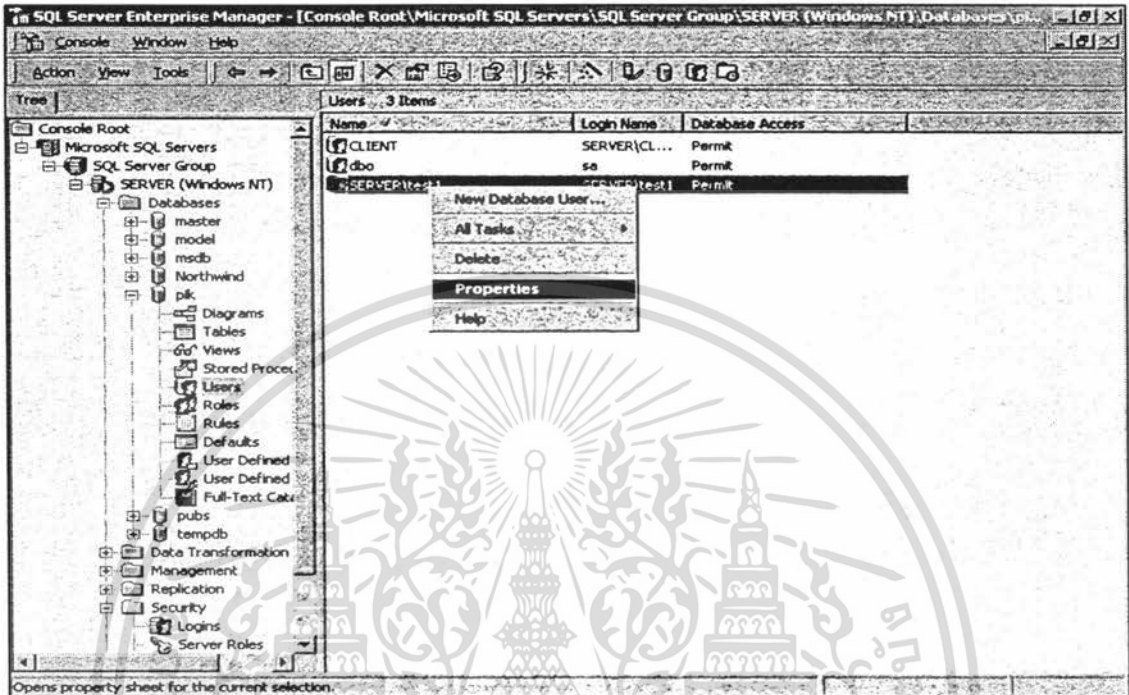 SQL Server Enterprise Manager - [Console Root\Microsoft SQL Servers\SQL Server Group\SERVER (Windows NT)\Databases\pl...
Console Window Help
Action View Tools
Tree
Users 3 Items
Console Root
Microsoft SQL Servers
SQL Server Group
SERVER (Windows NT)
Databases
master
model
msdb
Northwind
plk
Diagrams
Tables
Views
Stored Proced
Users
Roles
Rules
Defaults
User Defined
User Defined
Full-Text Cata
pubs
tempdb
Data Transformation
Management
Replication
Security
Logins
Server Roles
Name Login Name Database Access
CLIENT SERVER\CL... Permit
dbo sa Permit
SERVER\test1 SERVER\test1 Permit
New Database User...
All Tasks
Delete
Properties
Help
Opens property sheet for the current selection.